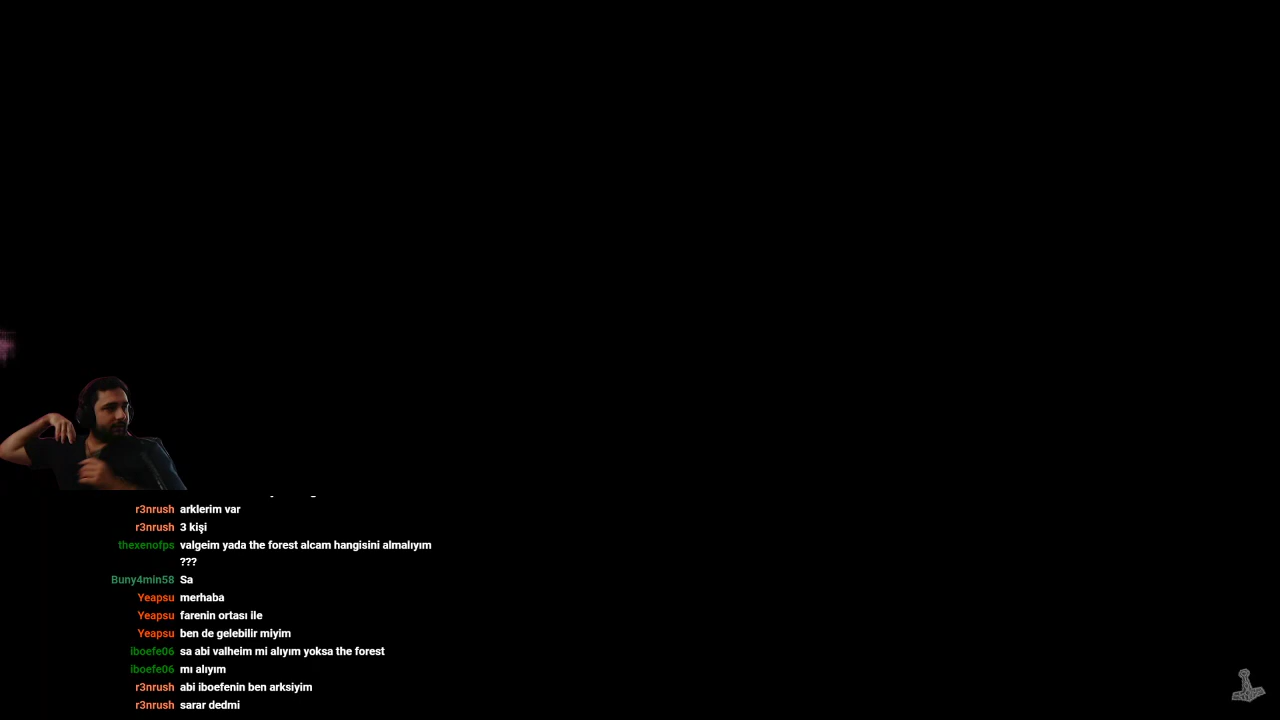 r3nrush arklerim var
r3nrush 3 kişi
thexenofps valgeim yada the forest alcam hangisini almalıyım
???
Buny4min58 Sa
Yeapsu merhaba
Yeapsu farenin ortası ile
Yeapsu ben de gelebilir miyim
iboefe06 sa abi valheim mi alıyım yoksa the forest
iboefe06 mı alıyım
r3nrush abi iboefenin ben arksiyim
r3nrush sarar dedmi